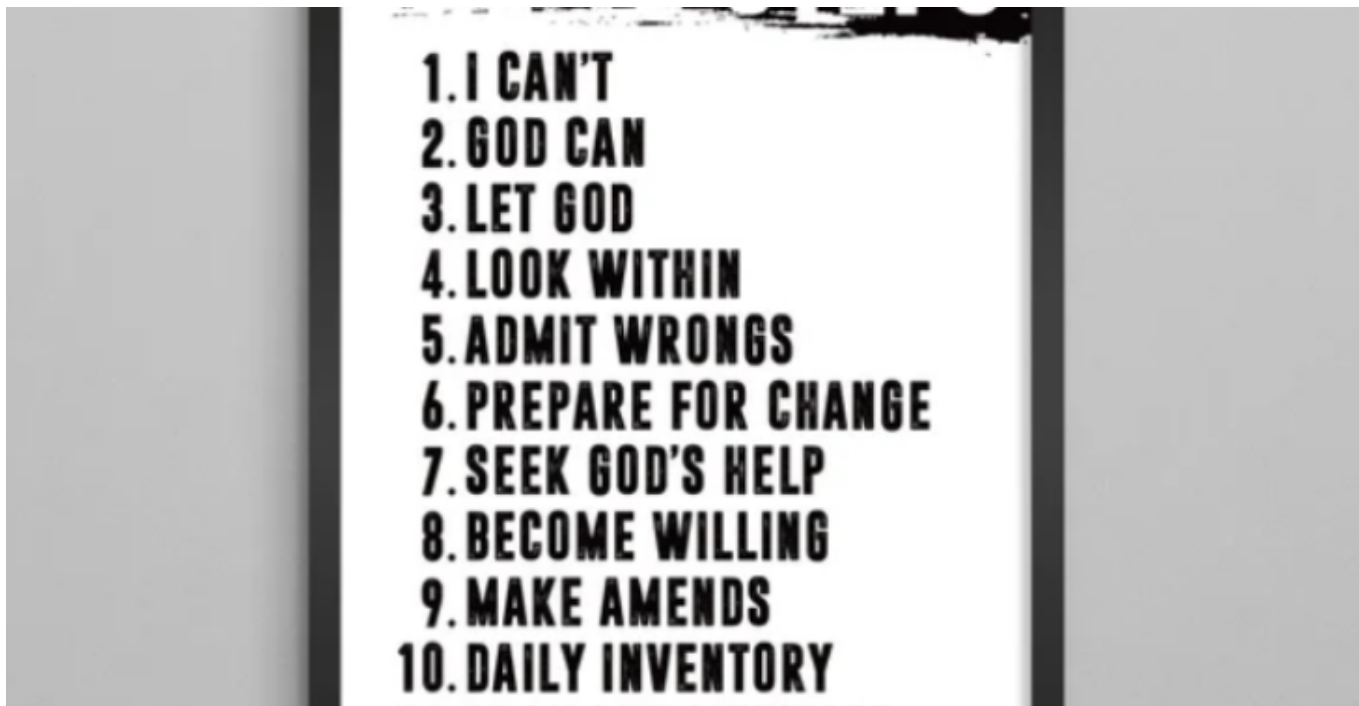 1. I CAN'T
2. GOD CAN
3. LET GOD
4. LOOK WITHIN
5. ADMIT WRONGS
6. PREPARE FOR CHANGE
7. SEEK GOD'S HELP
8. BECOME WILLING
9. MAKE AMENDS
10. DAILY INVENTORY